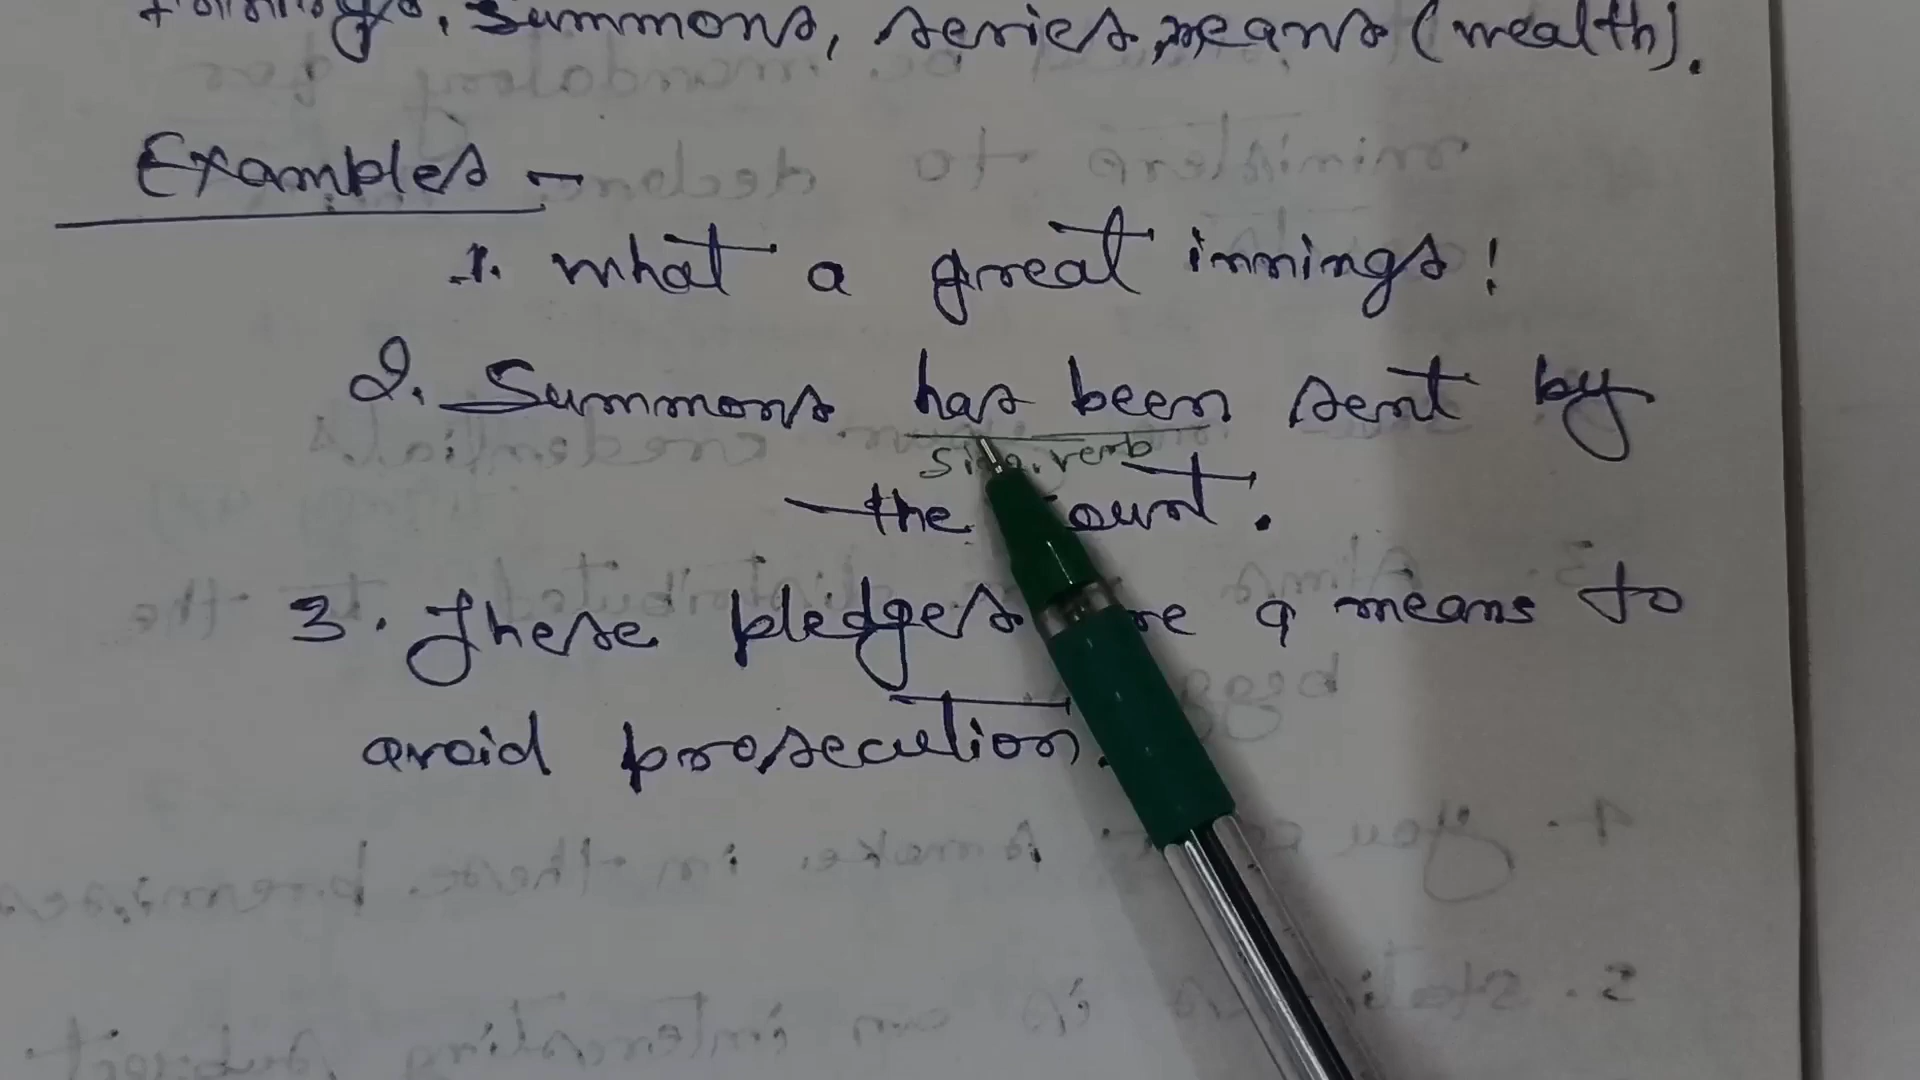 innings, summons, series, means (wealth).
Examples -
1. What a great innings!
2. Summons has been sent by
sing. verb
the court.
3. These pledges are a means to
avoid prosecution.